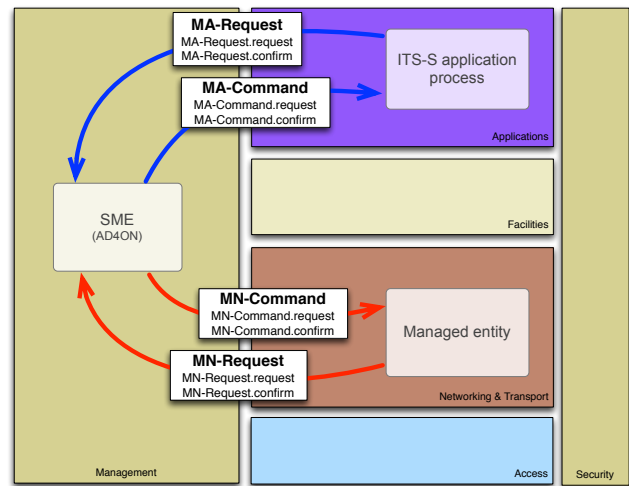 MA-Request
MA-Request.request
MA-Request.confirm
ITS-S application
process
MA-Command
MA-Command.request
MA-Command.confirm
Applications
SME
(AD4ON)
Facilities
MN-Command
MN-Command.request
MN-Command.confirm
Managed entity
MN-Request
MN-Request.request
MN-Request.confirm
Networking & Transport
Management
Access
Security